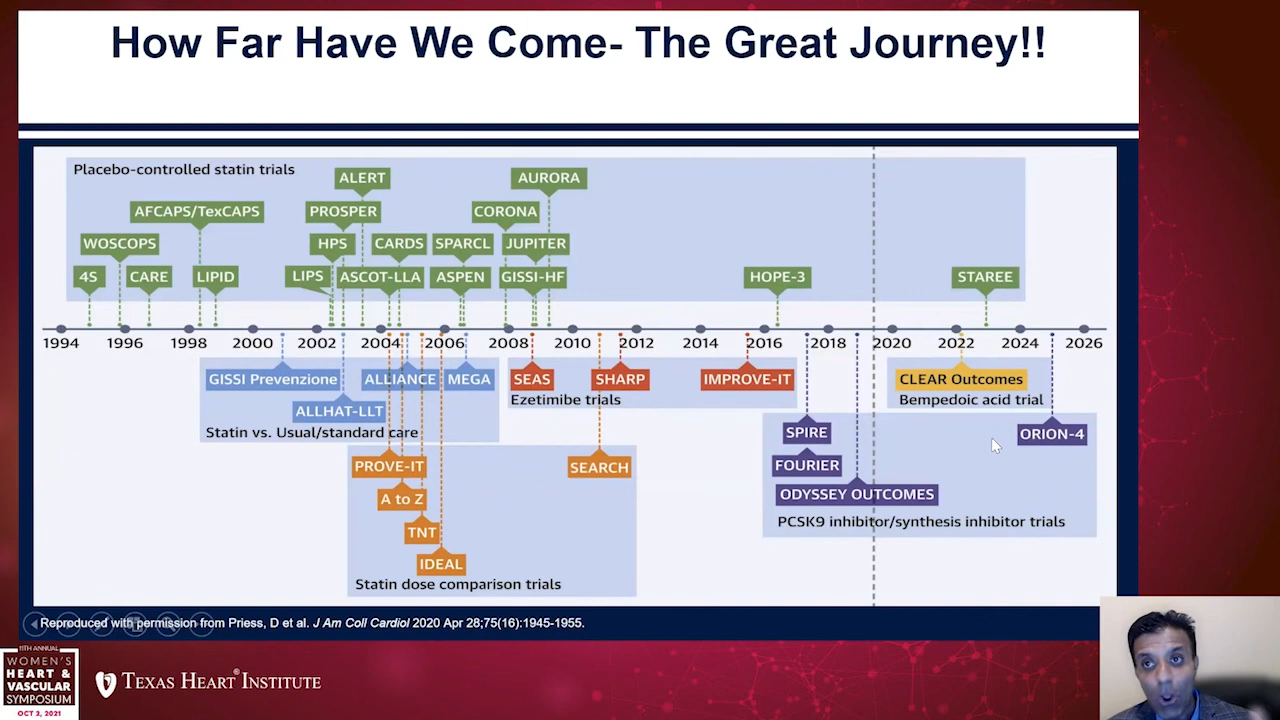 How Far Have We Come- The Great Journey!!
Placebo-controlled statin trials
ALERT
AURORA
AFCAPS/TexCAPS
PROSPER
CORONA
WOSCOPS
HPS
CARDS
SPARCL
JUPITER
4S
CARE
LIPID
LIPS
ASCOT-LLA
ASPEN
GISSI-HF
HOPE-3
STAREE
1994 1996 1998 2000 2002 2004 2006 2008 2010 2012 2014 2016 2018 2020 2022 2024 2026
GISSI Prevenzione
ALLIANCE
MEGA
SEAS
SHARP
IMPROVE-IT
CLEAR Outcomes
Ezetimibe trials
Bempedoic acid trial
ALLHAT-LLT
Statin vs. Usual/standard care
SPIRE
ORION-4
PROVE-IT
SEARCH
FOURIER
A to Z
ODYSSEY OUTCOMES
PCSK9 inhibitor/synthesis inhibitor trials
TNT
IDEAL
Statin dose comparison trials
Reproduced with permission from Priess, D et al. J Am Coll Cardiol 2020 Apr 28;75(16):1945-1955.
11TH ANNUAL
WOMEN'S
HEART &
VASCULAR
SYMPOSIUM
OCT 2, 2021
TEXAS HEART® INSTITUTE